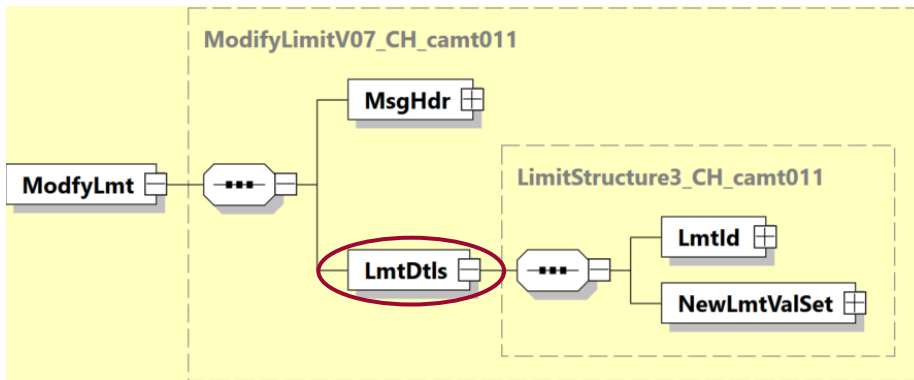 ModifyLimitV07_CH_camt011
MsgHdr
ModfyLmt
LimitStructure3_CH_camt011
LmtId
LmtDtls
NewLmtValSet